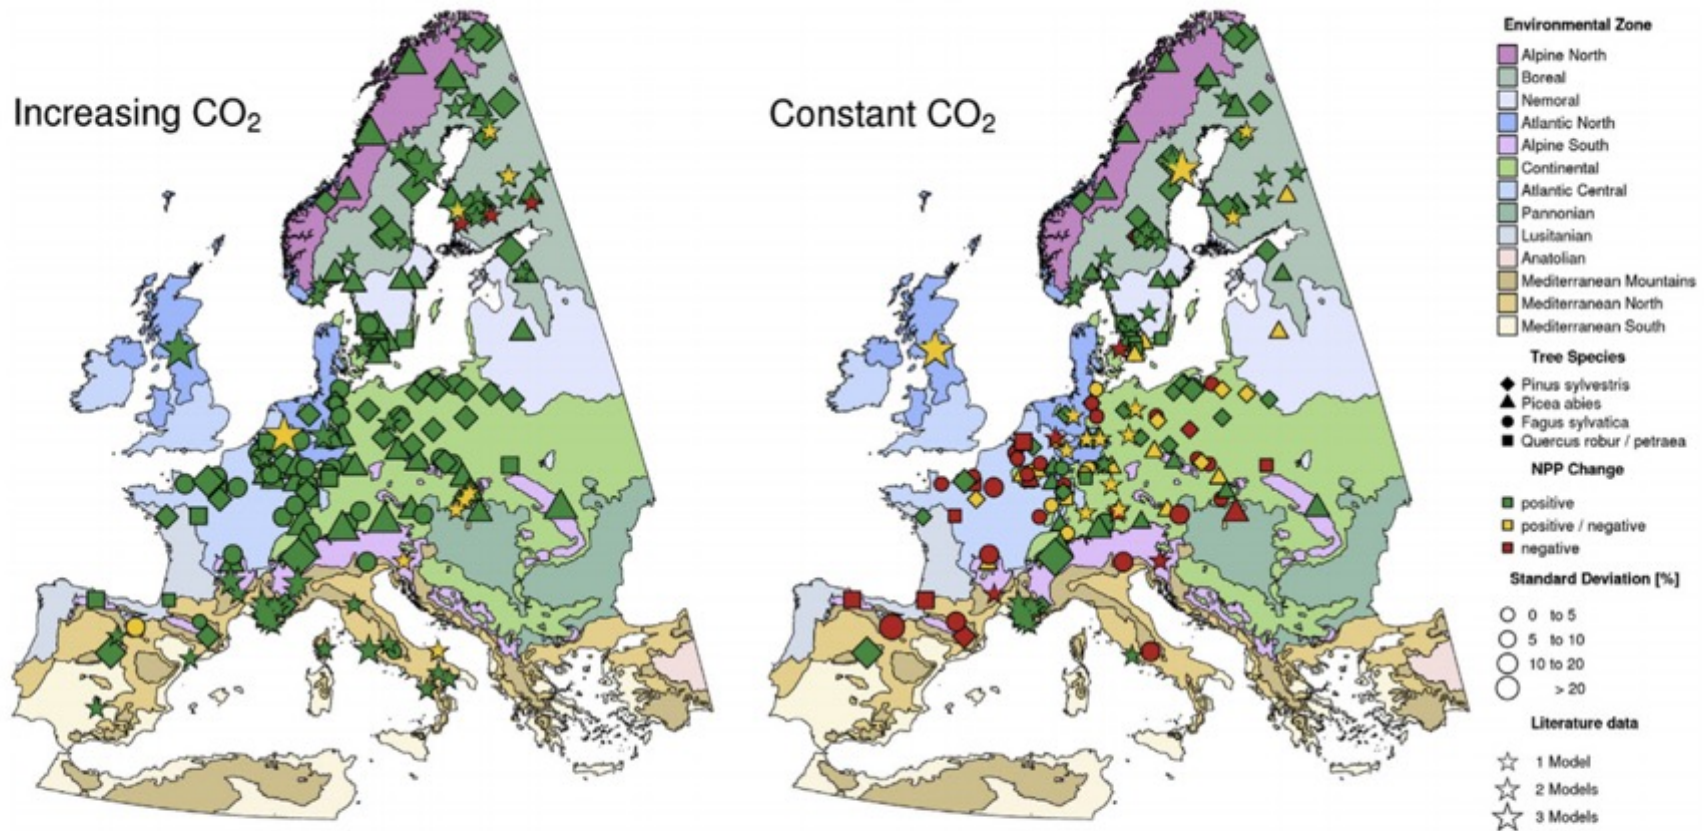 Increasing CO₂
Constant CO₂
Environmental Zone
Alpine North
Boreal
Nemoral
Atlantic North
Alpine South
Continental
Atlantic Central
Pannonian
Lusitanian
Anatolian
Mediterranean Mountains
Mediterranean North
Mediterranean South
Tree Species
Pinus sylvestris
Picea abies
Fagus sylvatica
Quercus robur / petraea
NPP Change
positive
positive / negative
negative
Standard Deviation [%]
0 to 5
5 to 10
10 to 20
> 20
Literature data
1 Model
2 Models
3 Models